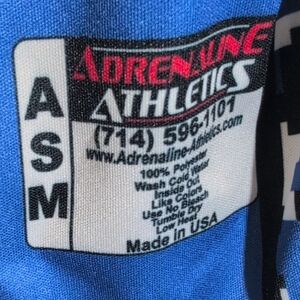 ASM
ADRENALINE
ATHLETICS
(714) 596-1101
www.Adrenaline-Athletics.com
100% Polyester
Wash Cold Water
Inside Out
Like Colors
Use No Bleach
Tumble Dry
Low Heat
Made In USA